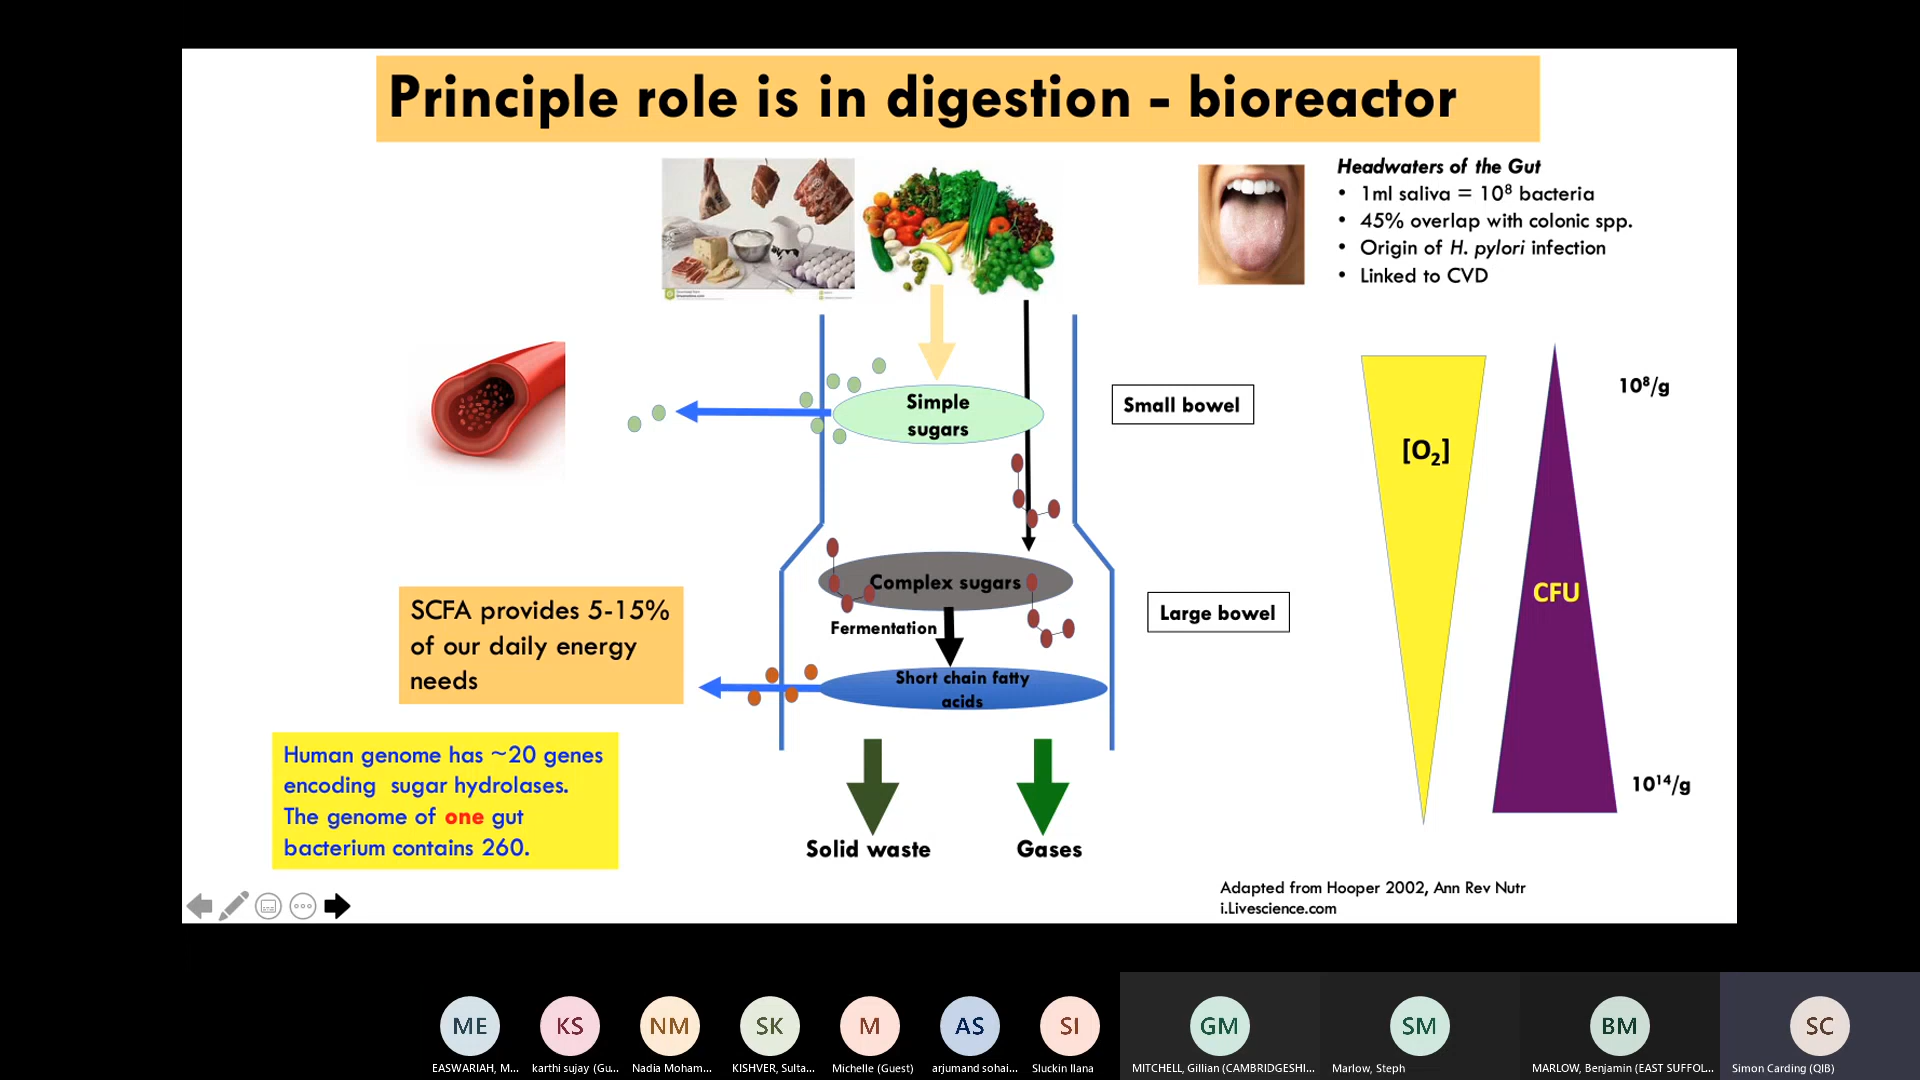 Principle role is in digestion - bioreactor
Headwaters of the Gut
• 1ml saliva = 10⁸ bacteria
• 45% overlap with colonic spp.
• Origin of H. pylori infection
• Linked to CVD
Simple
sugars
Small bowel
10⁸/g
[O₂]
Complex sugars
Fermentation
Large bowel
CFU
SCFA provides 5-15%
of our daily energy
needs
Short chain fatty
acids
Human genome has ~20 genes
encoding sugar hydrolases.
The genome of one gut
bacterium contains 260.
10¹⁴/g
Solid waste
Gases
Adapted from Hooper 2002, Ann Rev Nutr
i.Livescience.com
ME
KS
NM
SK
M
AS
SI
GM
SM
BM
SC
EASWARIAH, M...
karthi sujay (Gu...
Nadia Moham...
KISHVER, Sulta...
Michelle (Guest)
arjumand sohai...
Sluckin Ilana
MITCHELL, Gillian (CAMBRIDGESHI...
Marlow, Steph
MARLOW, Benjamin (EAST SUFFOL...
Simon Carding (QIB)